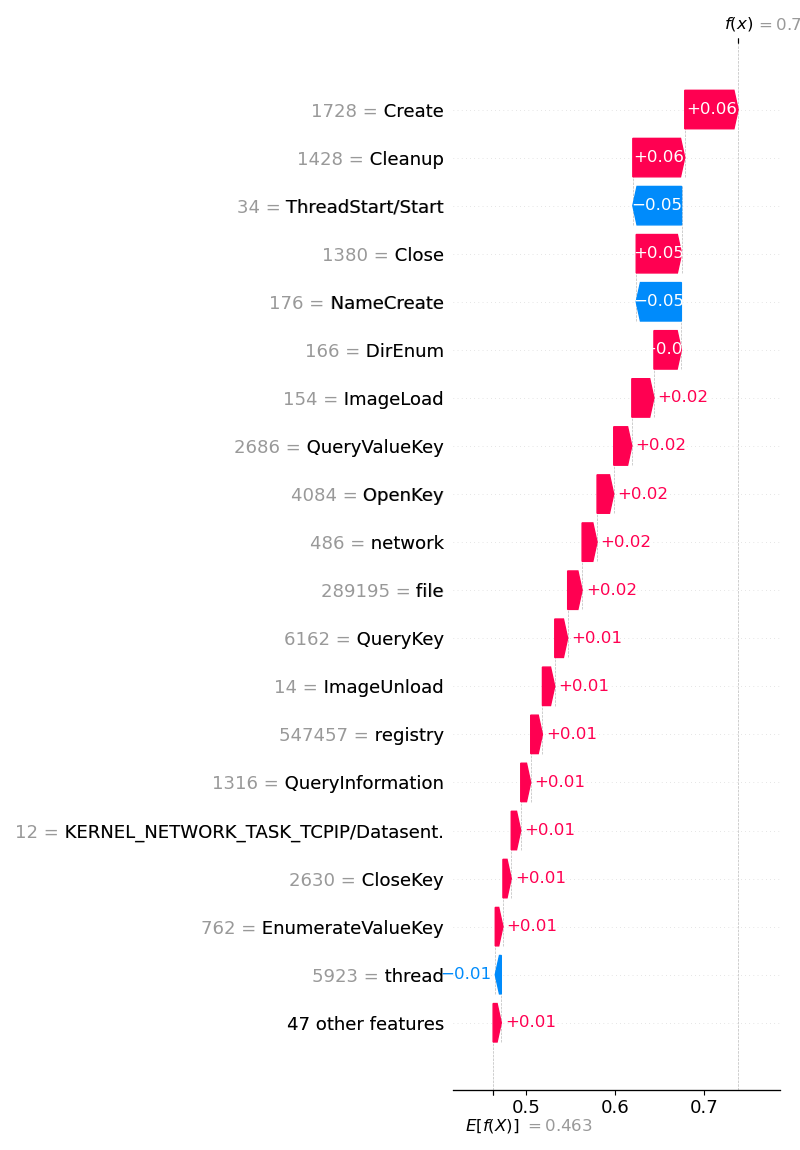 f(x) = 0.7
1728 = Create +0.06
1428 = Cleanup +0.06
34 = ThreadStart/Start −0.05
1380 = Close +0.05
176 = NameCreate −0.05
166 = DirEnum
154 = ImageLoad +0.02
2686 = QueryValueKey +0.02
4084 = OpenKey +0.02
486 = network +0.02
289195 = file +0.02
6162 = QueryKey +0.01
14 = ImageUnload +0.01
547457 = registry +0.01
1316 = QueryInformation +0.01
12 = KERNEL_NETWORK_TASK_TCPIP/Datasent. +0.01
2630 = CloseKey +0.01
762 = EnumerateValueKey +0.01
5923 = thread −0.01
47 other features +0.01
0.5 0.6 0.7
E[f(X)] = 0.463